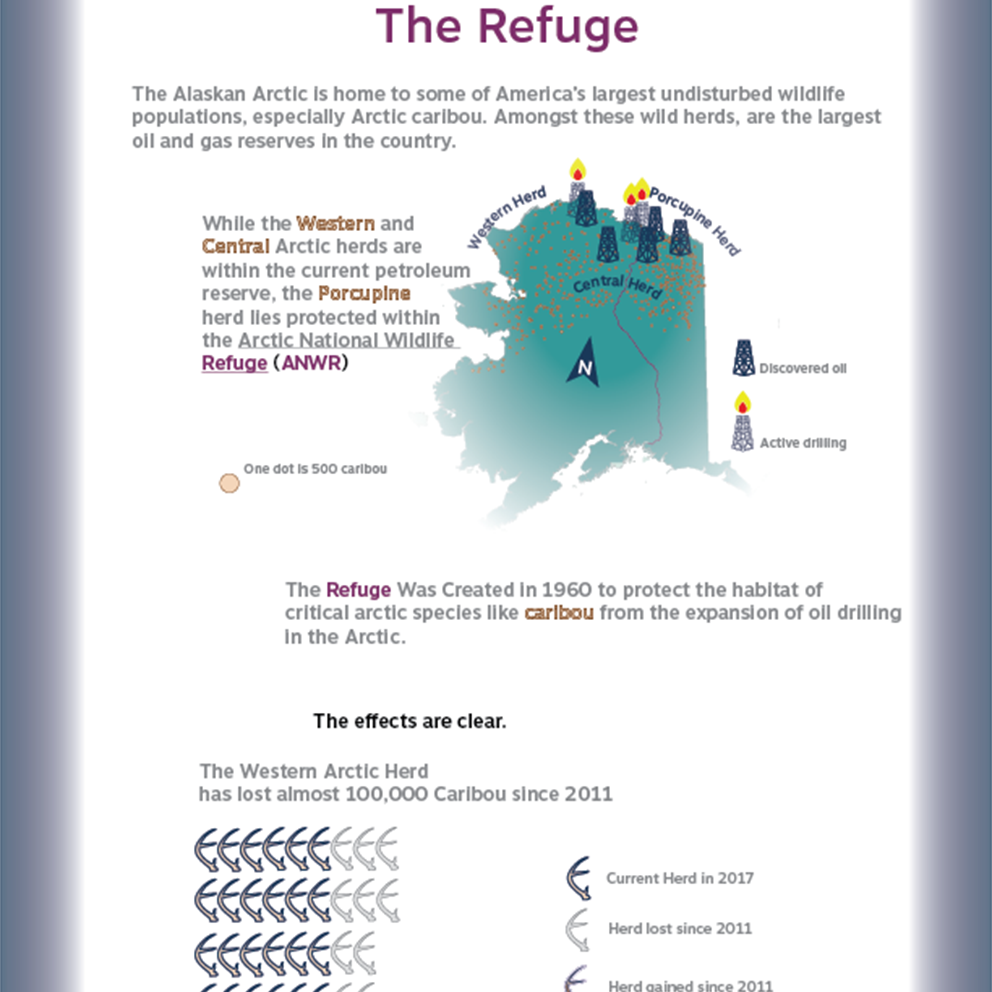 The Refuge
The Alaskan Arctic is home to some of America's largest undisturbed wildlife
populations, especially Arctic caribou. Amongst these wild herds, are the largest
oil and gas reserves in the country.
While the Western and
Central Arctic herds are
within the current petroleum
reserve, the Porcupine
herd lies protected within
the Arctic National Wildlife
Refuge (ANWR)
Western Herd
Porcupine Herd
Central Herd
N
Discovered oil
Active drilling
One dot is 500 caribou
The Refuge Was Created in 1960 to protect the habitat of
critical arctic species like caribou from the expansion of oil drilling
in the Arctic.
The effects are clear.
The Western Arctic Herd
has lost almost 100,000 Caribou since 2011
Current Herd in 2017
Herd lost since 2011
Herd gained since 2011